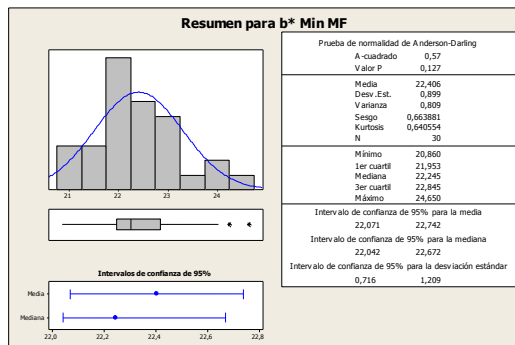 Resumen para b* Min MF
Prueba de normalidad de Anderson-Darling
A-cuadrado 0,57
Valor P 0,127
Media 22,406
Desv.Est. 0,899
Varianza 0,809
Sesgo 0,663881
Kurtosis 0,640554
N 30
Mínimo 20,860
1er cuartil 21,953
Mediana 22,245
3er cuartil 22,845
Máximo 24,650
Intervalo de confianza de 95% para la media
22,071 22,742
Intervalo de confianza de 95% para la mediana
22,042 22,672
Intervalo de confianza de 95% para la desviación estándar
0,716 1,209
21 22 23 24
Intervalos de confianza de 95%
Media
Mediana
22,0 22,2 22,4 22,6 22,8